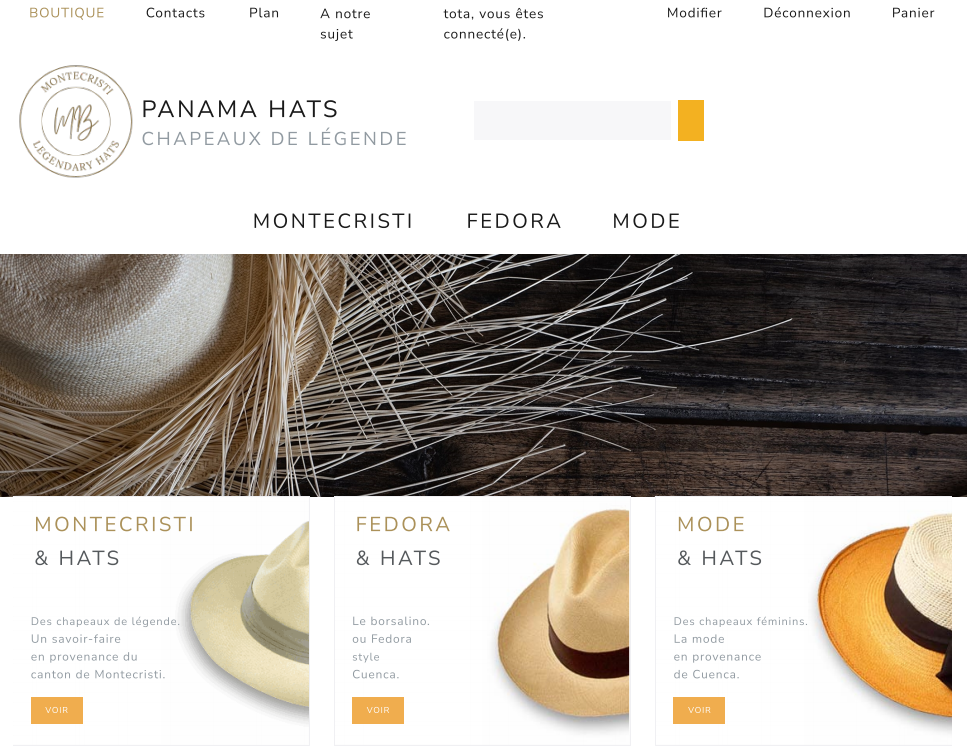 BOUTIQUE
Contacts
Plan
A notre
sujet
tota, vous êtes
connecté(e).
Modifier
Déconnexion
Panier
MONTECRISTI
MB
LEGENDARY HATS
PANAMA HATS
CHAPEAUX DE LÉGENDE
MONTECRISTI
FEDORA
MODE
MONTECRISTI
& HATS
Des chapeaux de légende.
Un savoir-faire
en provenance du
canton de Montecristi.
VOIR
FEDORA
& HATS
Le borsalino.
ou Fedora
style
Cuenca.
VOIR
MODE
& HATS
Des chapeaux féminins.
La mode
en provenance
de Cuenca.
VOIR